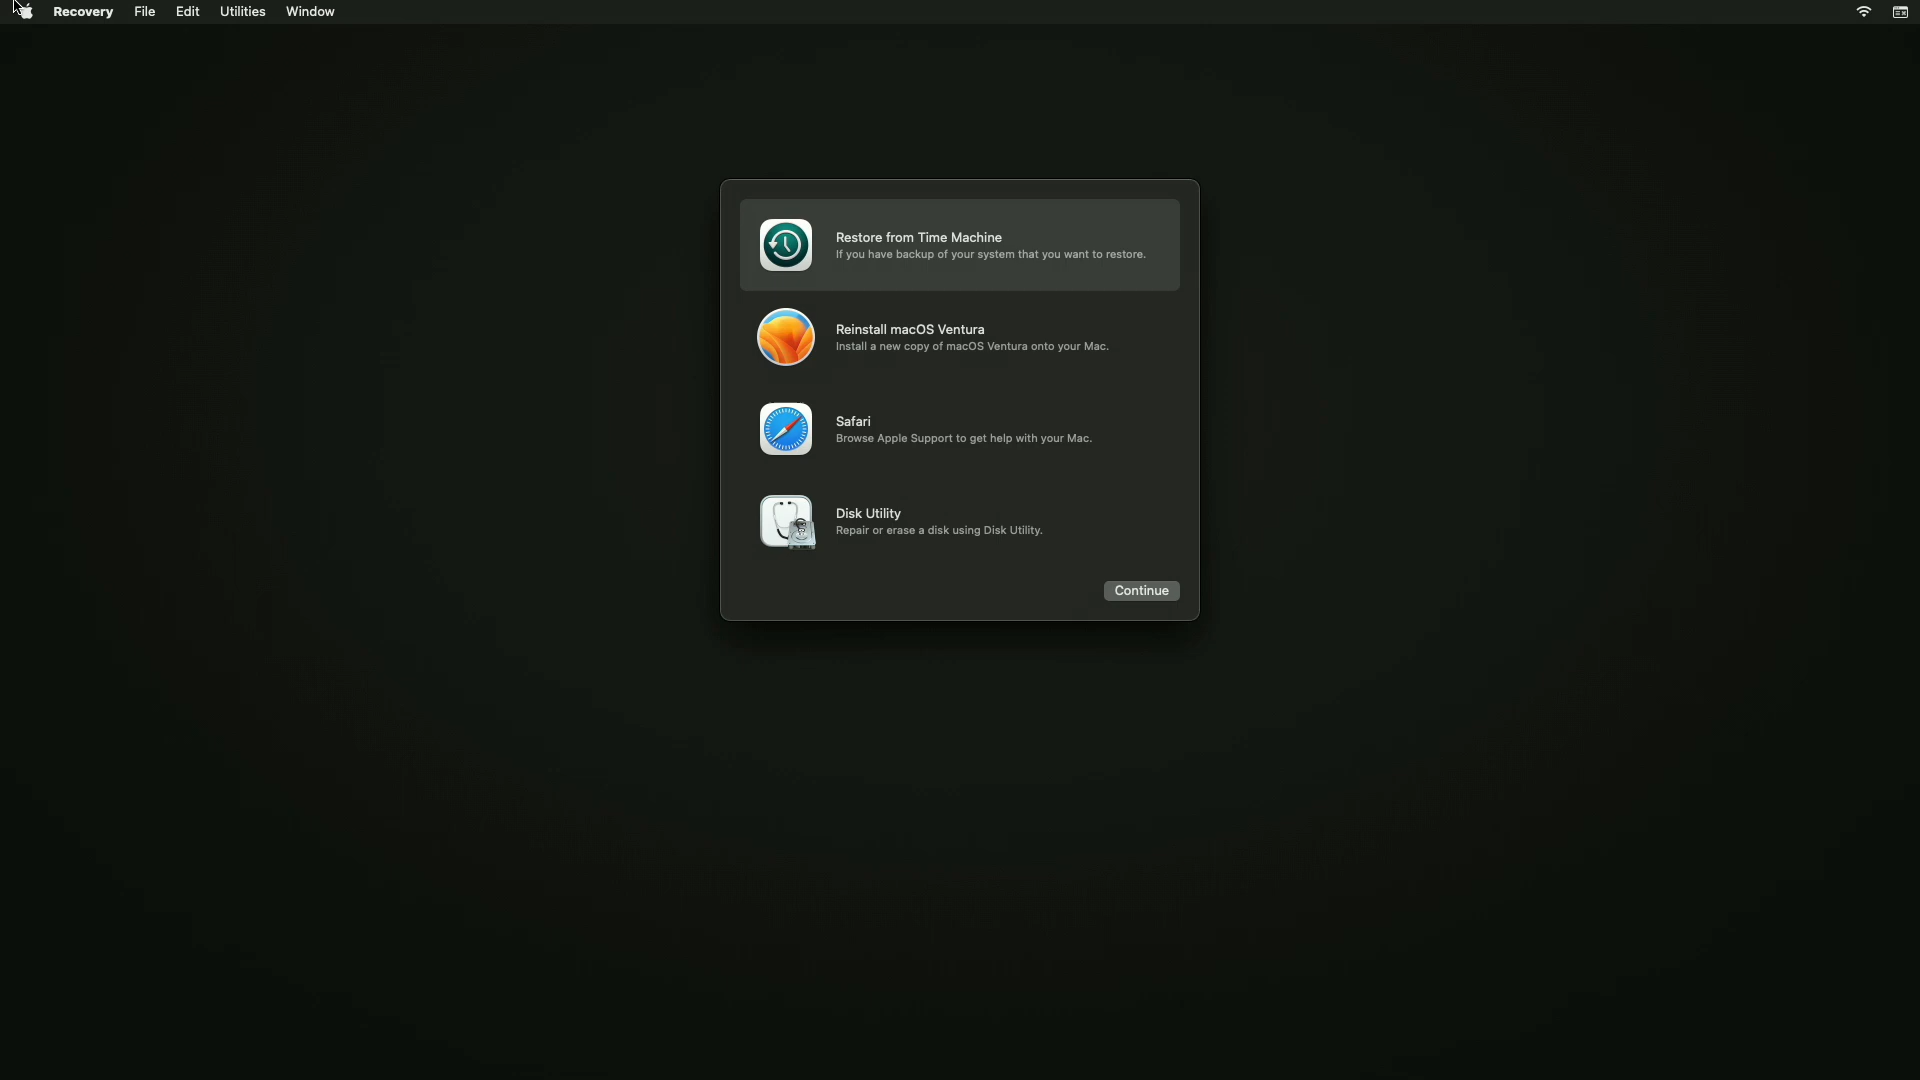 Recovery File Edit Utilities Window
Restore from Time Machine
If you have backup of your system that you want to restore.
Reinstall macOS Ventura
Install a new copy of macOS Ventura onto your Mac.
Safari
Browse Apple Support to get help with your Mac.
Disk Utility
Repair or erase a disk using Disk Utility.
Continue